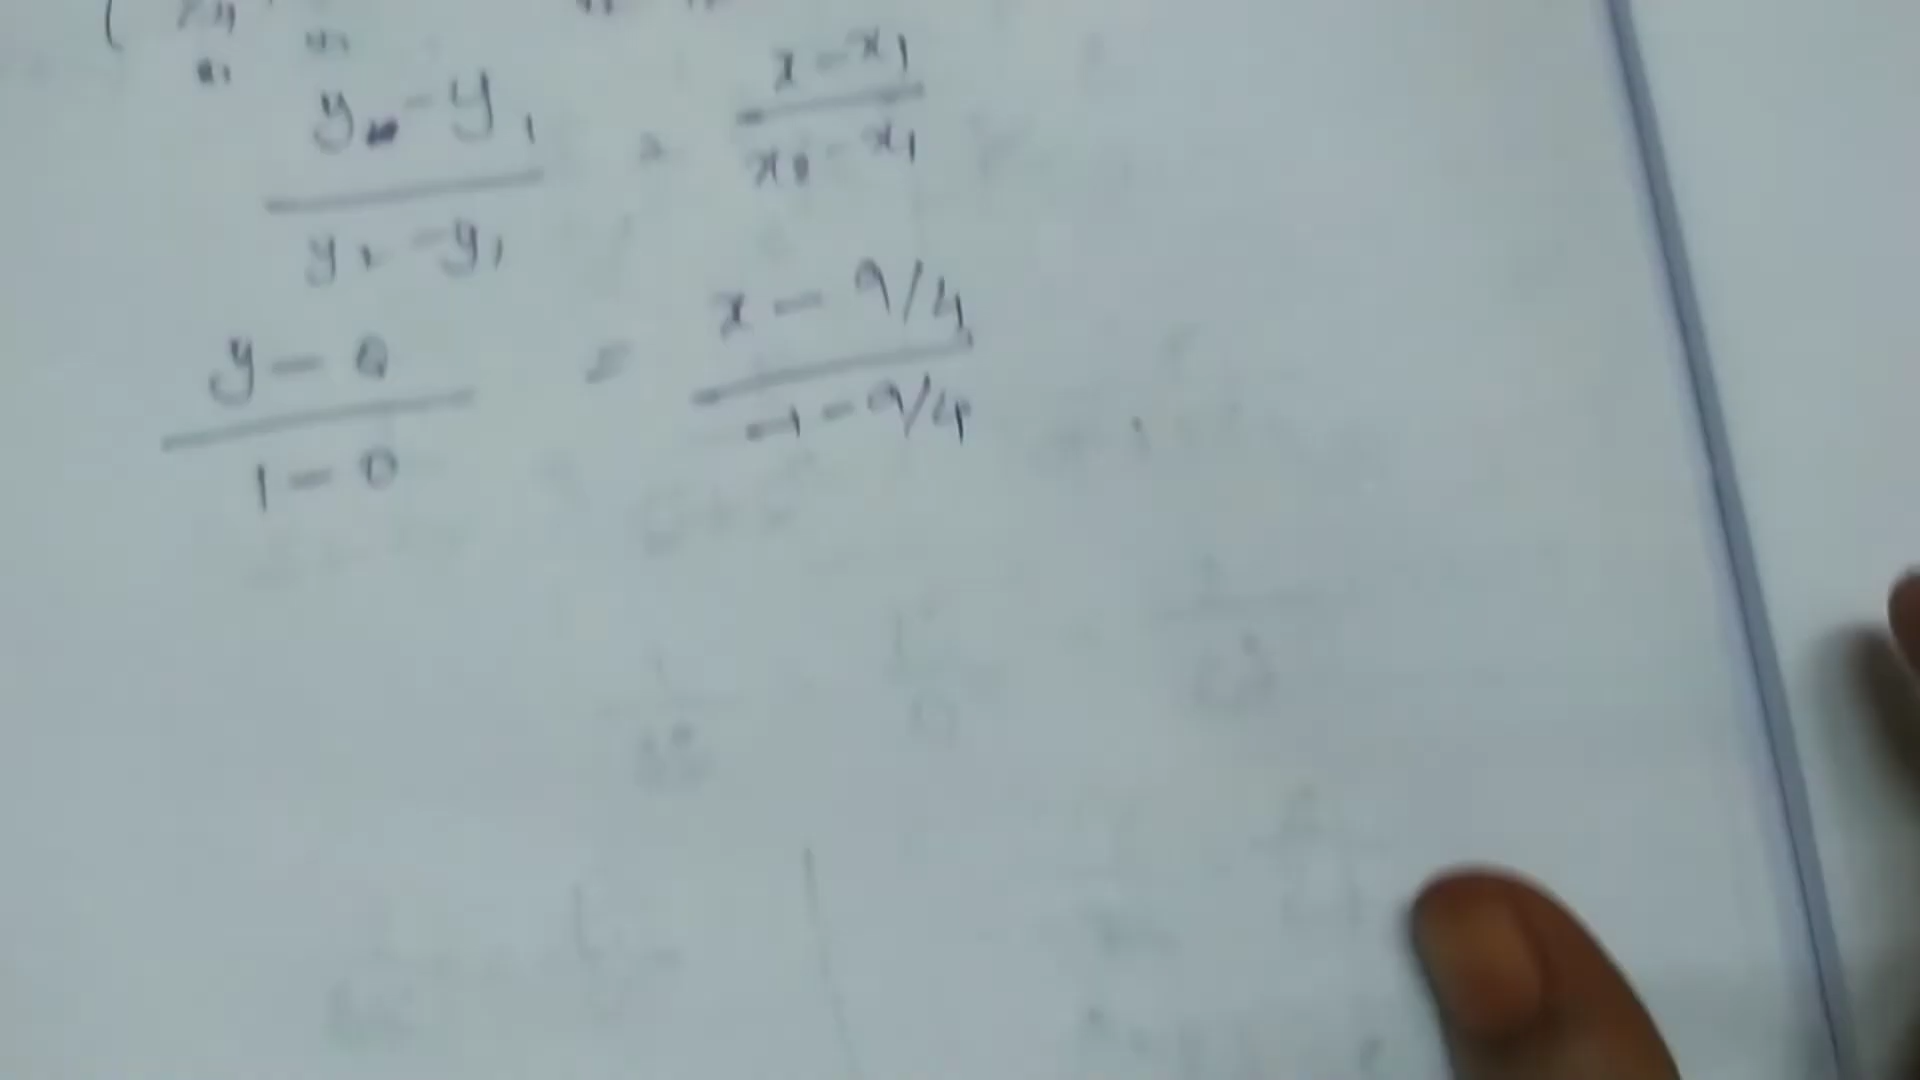 y - y₁ / y₂ - y₁ = x - x₁ / x₂ - x₁
y - 0 / 1 - 0 = x - 9/4 / -1 - 9/4